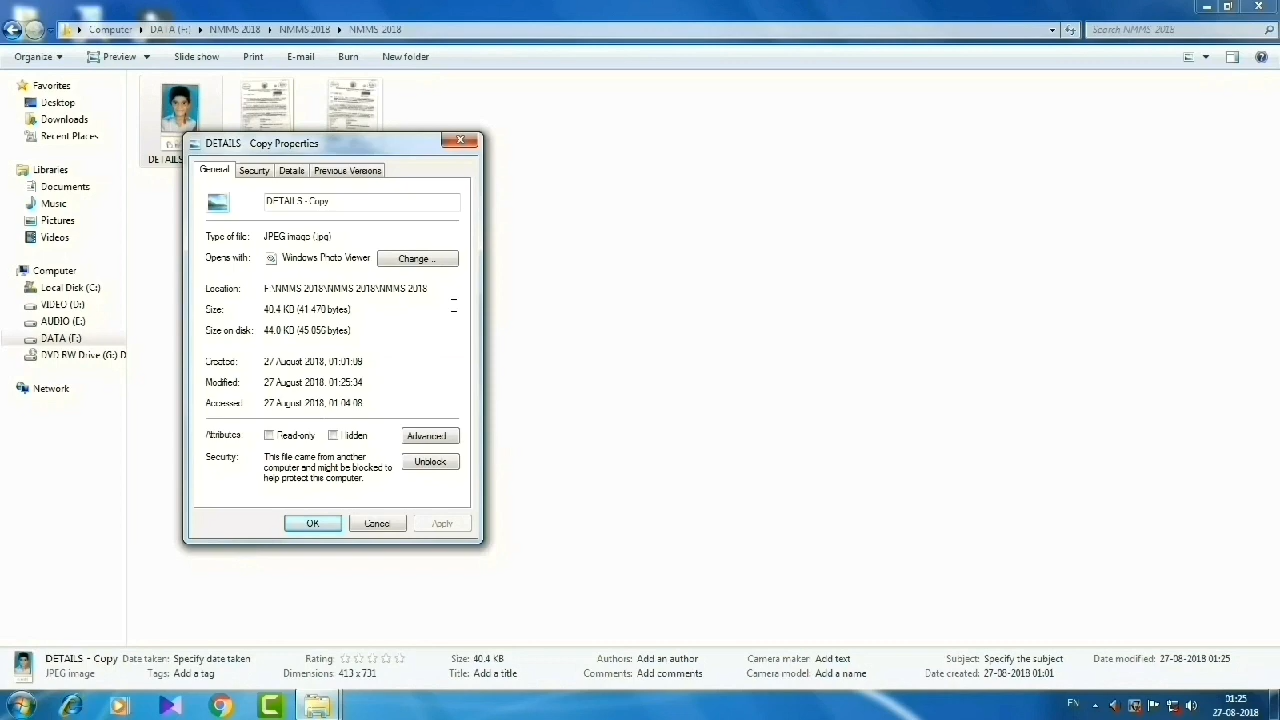 Computer DATA (F:) NMMS 2018 NMMS 2018 NMMS 2018 Search NMMS 2018
Organize Preview Slide show Print E-mail Burn New folder
Favorites
Desktop
Downloads
Recent Places
Libraries
Documents
Music
Pictures
Videos
Computer
Local Disk (C:)
VIDEO (D:)
AUDIO (E:)
DATA (F:)
DVD RW Drive (G:) D
Network
DETAILS
DETAILS - Copy Properties
General Security Details Previous Versions
DETAILS - Copy
Type of file: JPEG image (.jpg)
Opens with: Windows Photo Viewer Change...
Location: F:\NMMS 2018\NMMS 2018\NMMS 2018
Size: 40.4 KB (41,470 bytes)
Size on disk: 44.0 KB (45,056 bytes)
Created: 27 August 2018, 01:01:09
Modified: 27 August 2018, 01:25:34
Accessed: 27 August 2018, 01:04:08
Attributes: Read-only Hidden Advanced...
Security: This file came from another computer and might be blocked to help protect this computer. Unblock
OK Cancel Apply
DETAILS - Copy Date taken: Specify date taken Rating: Size: 40.4 KB Authors: Add an author Camera maker: Add text Subject: Specify the subject Date modified: 27-08-2018 01:25
JPEG image Tags: Add a tag Dimensions: 413 x 731 Title: Add a title Comments: Add comments Camera model: Add a name Date created: 27-08-2018 01:01
EN 01:25
27-08-2018